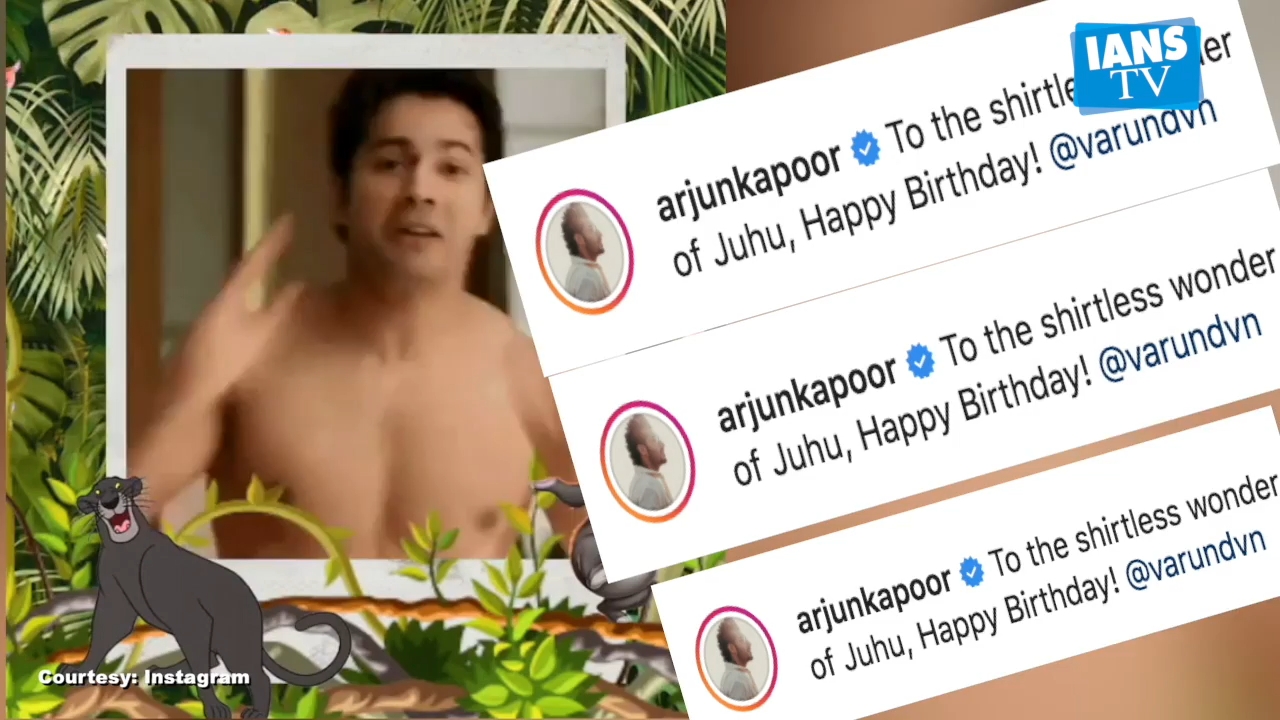 IANS
TV
arjunkapoor To the shirtle er
of Juhu, Happy Birthday! @varundvn
arjunkapoor To the shirtless wonder
of Juhu, Happy Birthday! @varundvn
arjunkapoor To the shirtless wonder
of Juhu, Happy Birthday! @varundvn
Courtesy: Instagram